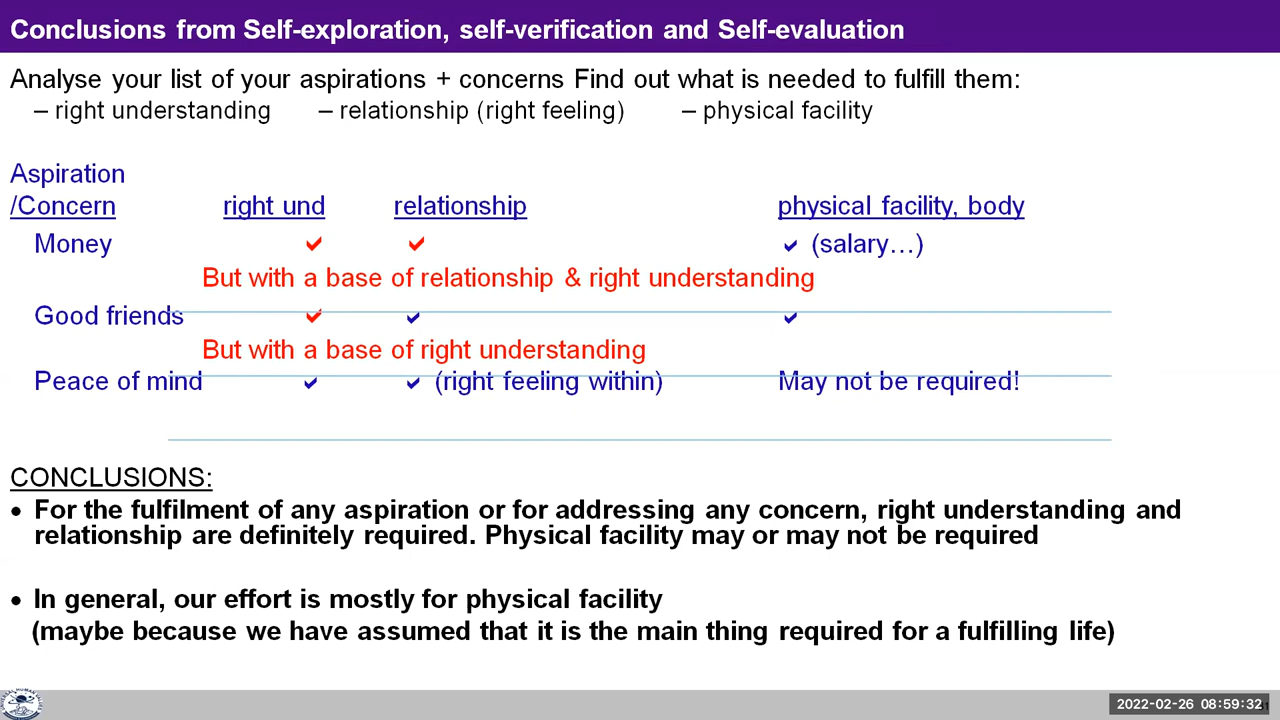 Conclusions from Self-exploration, self-verification and Self-evaluation
Analyse your list of your aspirations + concerns Find out what is needed to fulfill them:
– right understanding – relationship (right feeling) – physical facility
Aspiration
/Concern right und relationship physical facility, body
Money ✓ ✓ ✓ (salary…)
But with a base of relationship & right understanding
Good friends ✓ ✓ ✓
But with a base of right understanding
Peace of mind ✓ ✓ (right feeling within) May not be required!
CONCLUSIONS:
• For the fulfilment of any aspiration or for addressing any concern, right understanding and
relationship are definitely required. Physical facility may or may not be required
• In general, our effort is mostly for physical facility
(maybe because we have assumed that it is the main thing required for a fulfilling life)
2022-02-26 08:59:32